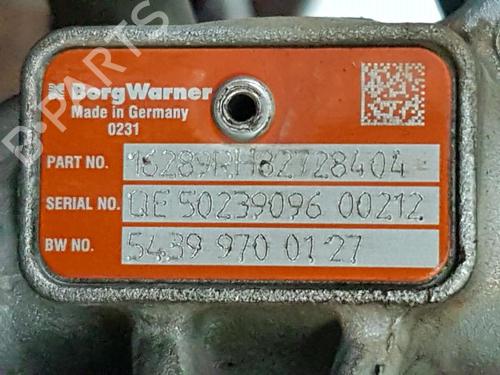 BorgWarner
Made in Germany
0231
PART NO. 16289RH82728404
SERIAL NO. QE 50239096 00212
BW NO. 5439 970 0127
B-PARTS